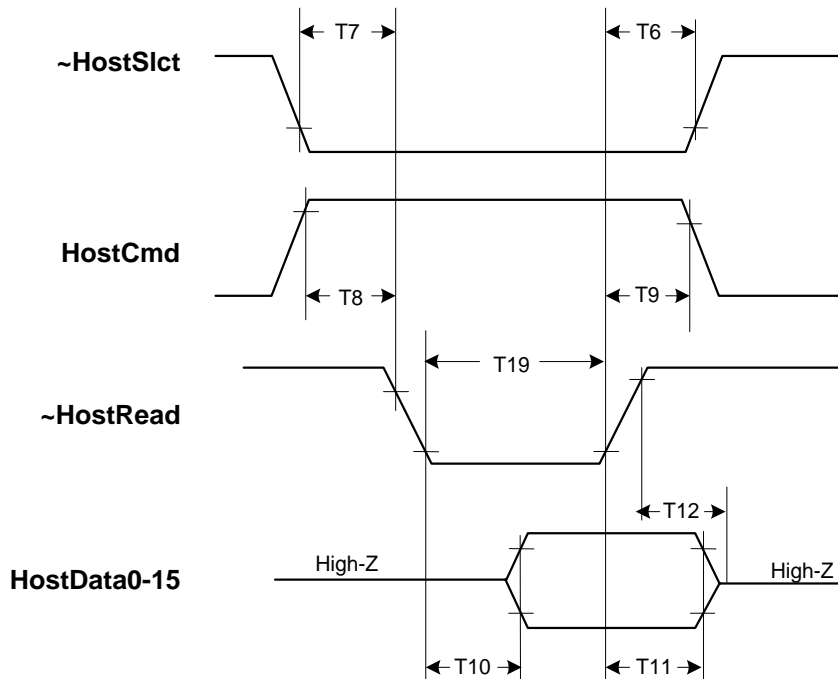 T7
T6
~HostSlct
HostCmd
T8
T9
T19
~HostRead
T12
High-Z
High-Z
HostData0-15
T10
T11